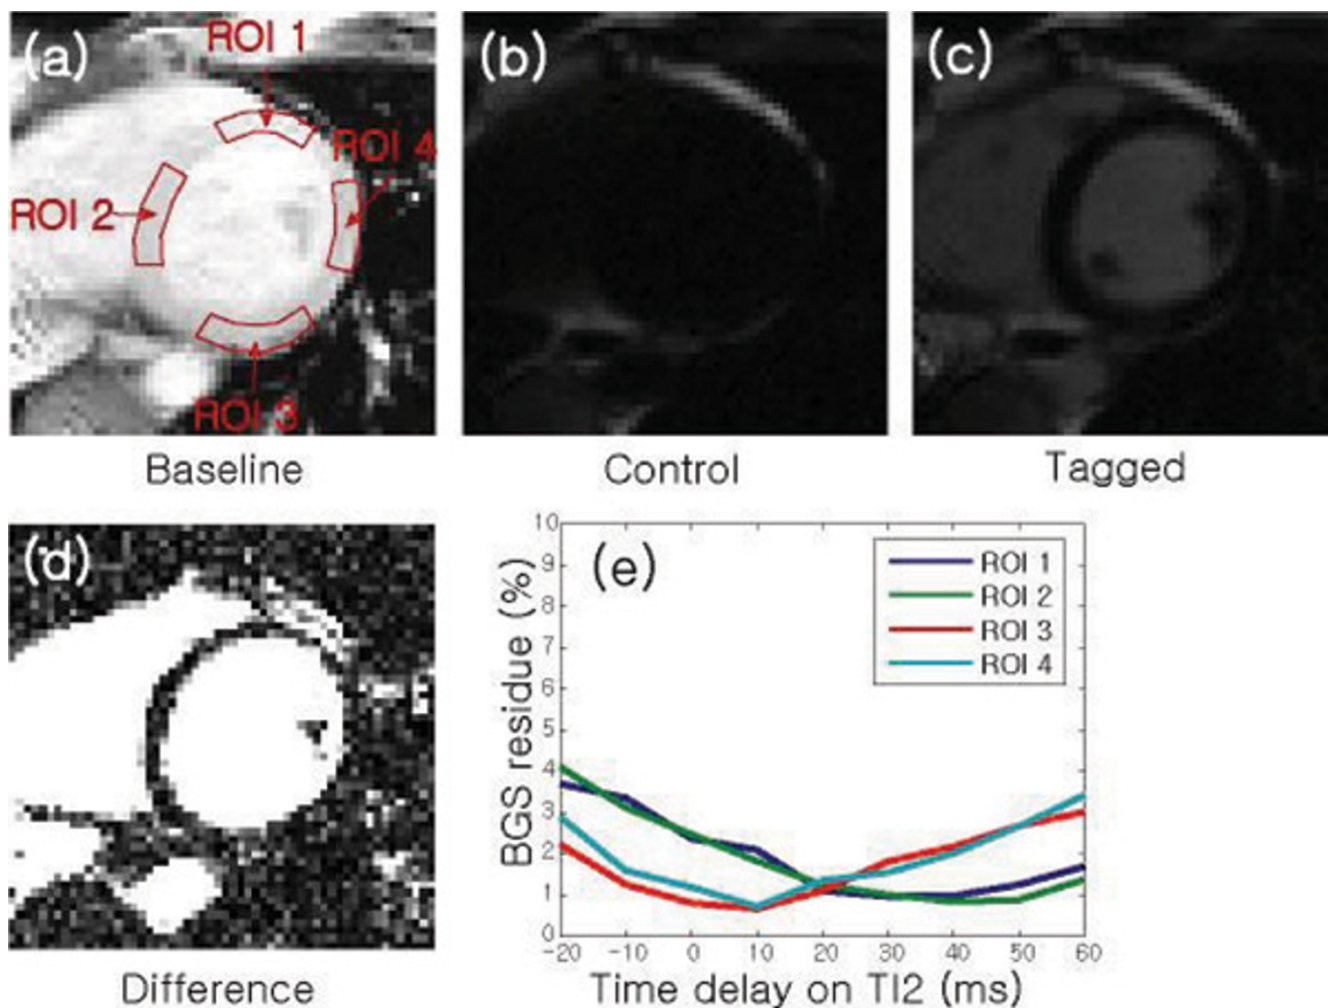 (a)
ROI 1
ROI 4
ROI 2
ROI 3
(b)
(c)
Baseline
Control
Tagged
(d)
Difference
(e)
ROI 1
ROI 2
ROI 3
ROI 4
BGS residue (%)
10
9
8
7
6
5
4
3
2
1
0
-20 -10 0 10 20 30 40 50 60
Time delay on TI2 (ms)